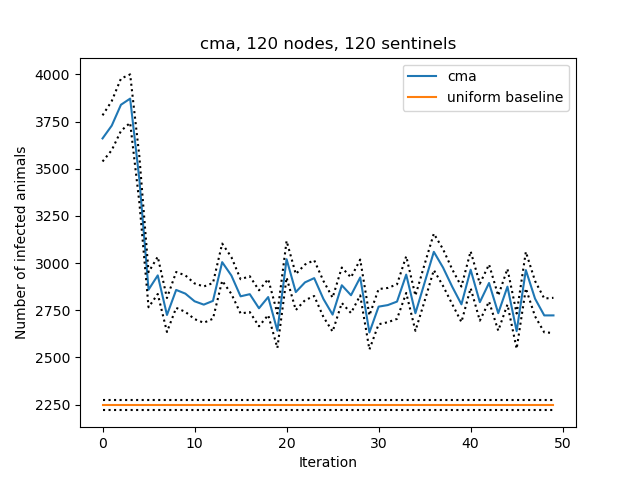 cma, 120 nodes, 120 sentinels
cma
uniform baseline
Number of infected animals
4000
3750
3500
3250
3000
2750
2500
2250
0 10 20 30 40 50
Iteration